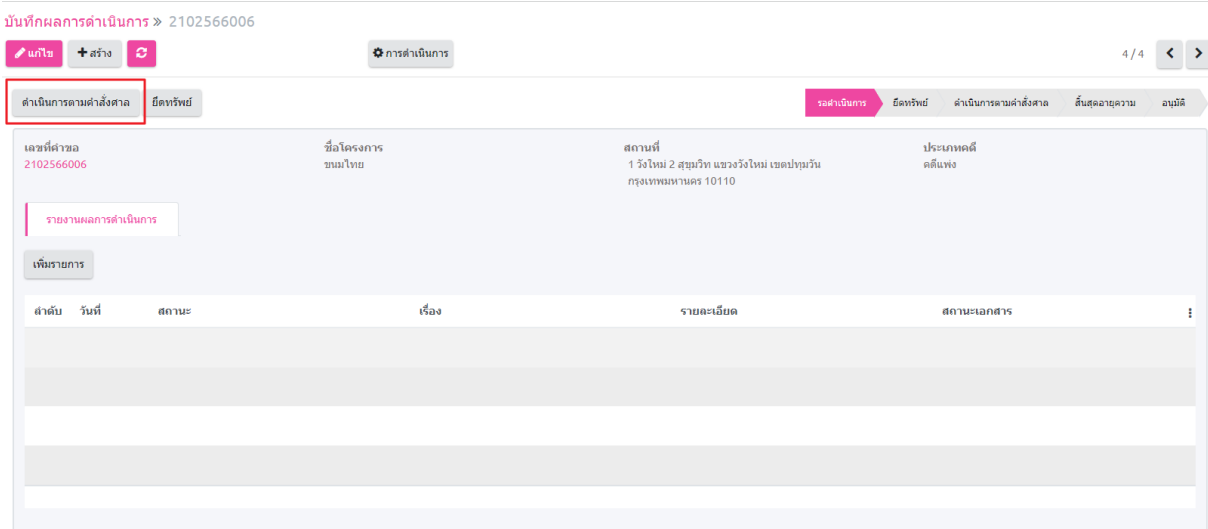 บันทึกผลการดำเนินการ » 2102566006
แก้ไข
สร้าง
การดำเนินการ
4 / 4
ดำเนินการตามคำสั่งศาล
ยึดทรัพย์
รอดำเนินการ
ยึดทรัพย์
ดำเนินการตามคำสั่งศาล
สิ้นสุดอายุความ
อนุมัติ
เลขที่คำขอ
2102566006
ชื่อโครงการ
ขนมไทย
สถานที่
1 วังใหม่ 2 สุขุมวิท แขวงวังใหม่ เขตปทุมวัน
กรุงเทพมหานคร 10110
ประเภทคดี
คดีแพ่ง
รายงานผลการดำเนินการ
เพิ่มรายการ
ลำดับ วันที่ สถานะ เรื่อง รายละเอียด สถานะเอกสาร